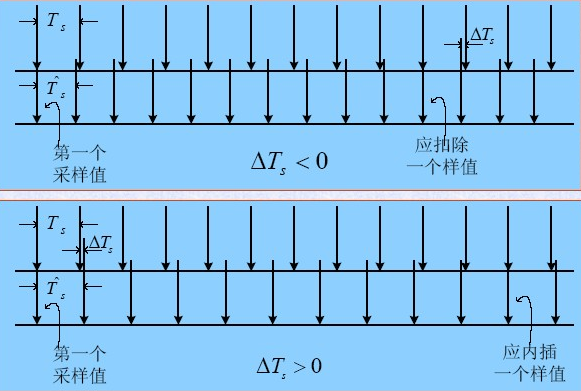 T_s
ΔT_s
T̂_s
第一个
采样值
ΔT_s < 0
应扣除
一个样值
T_s
ΔT_s
T̂_s
第一个
采样值
ΔT_s > 0
应内插
一个样值